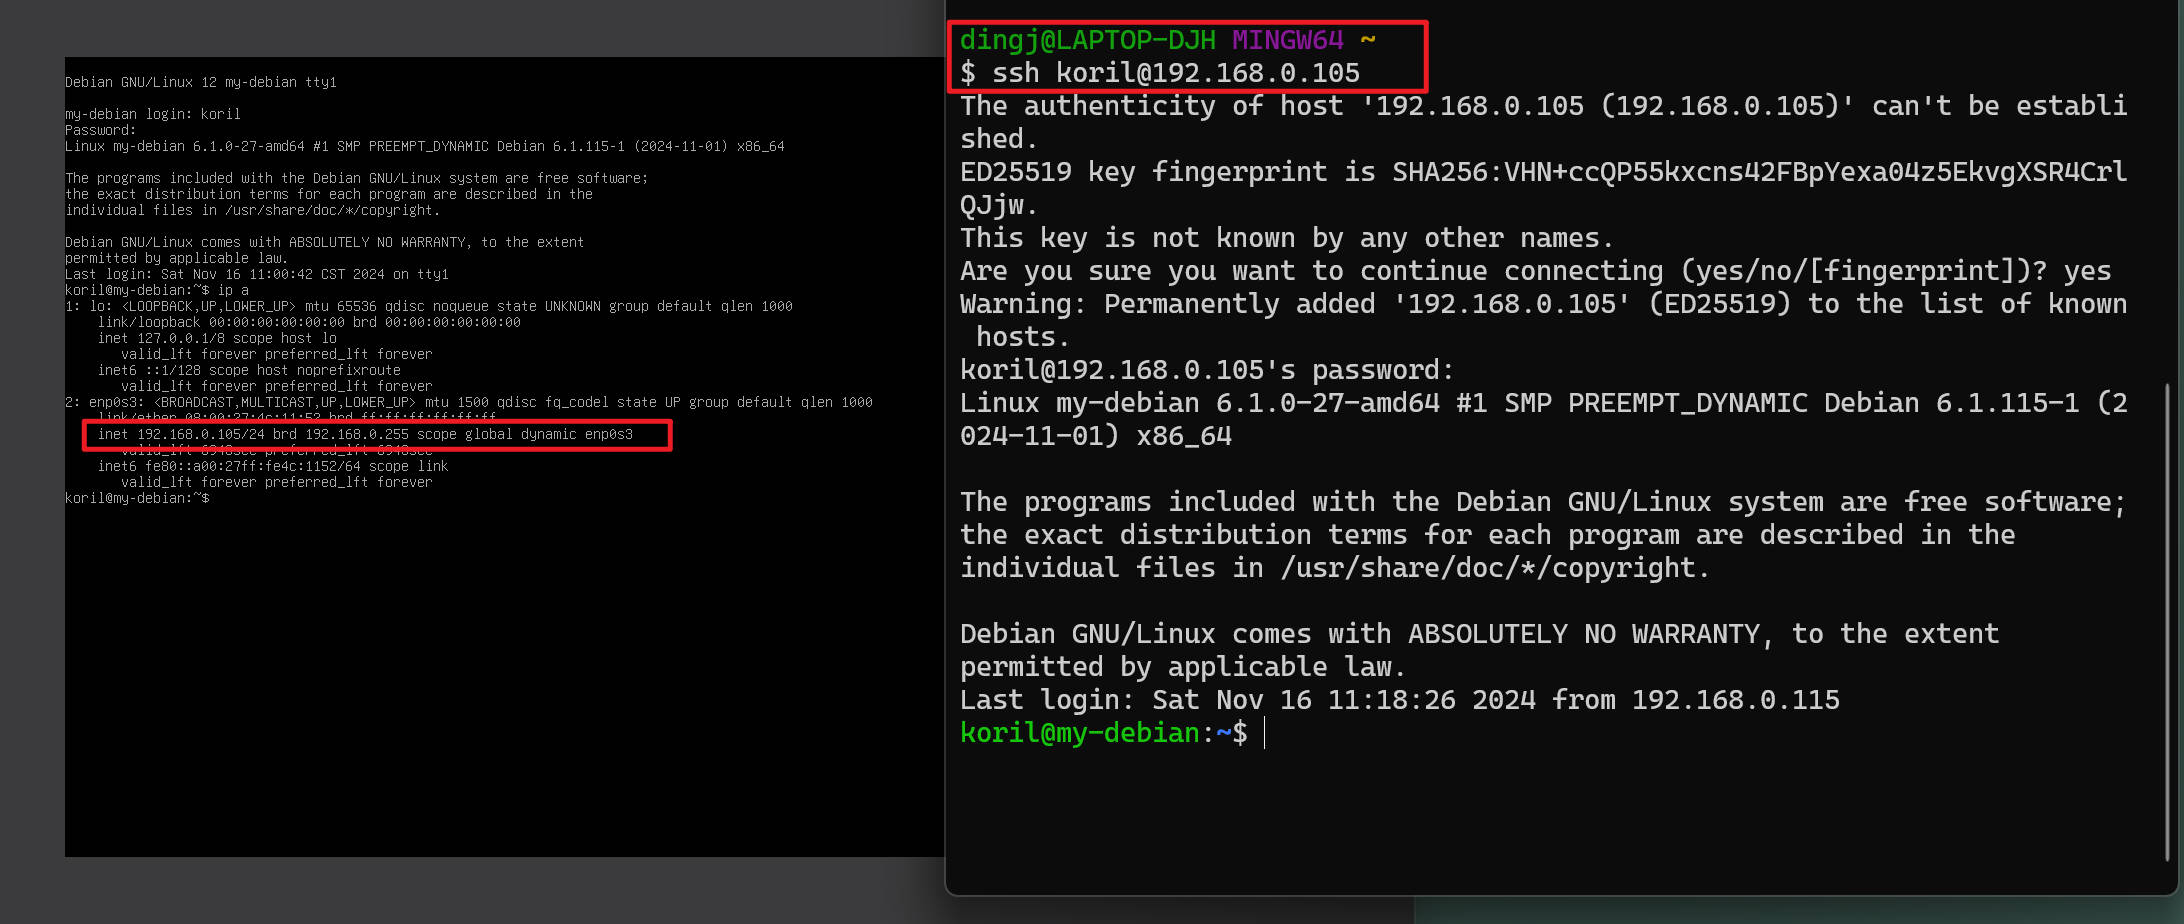 Debian GNU/Linux 12 my-debian tty1
my-debian login: koril
Password:
Linux my-debian 6.1.0-27-amd64 #1 SMP PREEMPT_DYNAMIC Debian 6.1.115-1 (2024-11-01) x86_64
The programs included with the Debian GNU/Linux system are free software;
the exact distribution terms for each program are described in the
individual files in /usr/share/doc/*/copyright.
Debian GNU/Linux comes with ABSOLUTELY NO WARRANTY, to the extent
permitted by applicable law.
Last login: Sat Nov 16 11:00:42 CST 2024 on tty1
koril@my-debian:~$ ip a
1: lo: <LOOPBACK,UP,LOWER_UP> mtu 65536 qdisc noqueue state UNKNOWN group default qlen 1000
link/loopback 00:00:00:00:00:00 brd 00:00:00:00:00:00
inet 127.0.0.1/8 scope host lo
valid_lft forever preferred_lft forever
inet6 ::1/128 scope host noprefixroute
valid_lft forever preferred_lft forever
2: enp0s3: <BROADCAST,MULTICAST,UP,LOWER_UP> mtu 1500 qdisc fq_codel state UP group default qlen 1000
link/ether 08:00:27:4c:11:52 brd ff:ff:ff:ff:ff:ff
inet 192.168.0.105/24 brd 192.168.0.255 scope global dynamic enp0s3
valid_lft 6948sec preferred_lft 6948sec
inet6 fe80::a00:27ff:fe4c:1152/64 scope link
valid_lft forever preferred_lft forever
koril@my-debian:~$
dingj@LAPTOP-DJH MINGW64 ~
$ ssh koril@192.168.0.105
The authenticity of host '192.168.0.105 (192.168.0.105)' can't be establi
shed.
ED25519 key fingerprint is SHA256:VHN+ccQP55kxcns42FBpYexa04z5EkvgXSR4Crl
QJjw.
This key is not known by any other names.
Are you sure you want to continue connecting (yes/no/[fingerprint])? yes
Warning: Permanently added '192.168.0.105' (ED25519) to the list of known
hosts.
koril@192.168.0.105's password:
Linux my-debian 6.1.0-27-amd64 #1 SMP PREEMPT_DYNAMIC Debian 6.1.115-1 (2
024-11-01) x86_64
The programs included with the Debian GNU/Linux system are free software;
the exact distribution terms for each program are described in the
individual files in /usr/share/doc/*/copyright.
Debian GNU/Linux comes with ABSOLUTELY NO WARRANTY, to the extent
permitted by applicable law.
Last login: Sat Nov 16 11:18:26 2024 from 192.168.0.115
koril@my-debian:~$